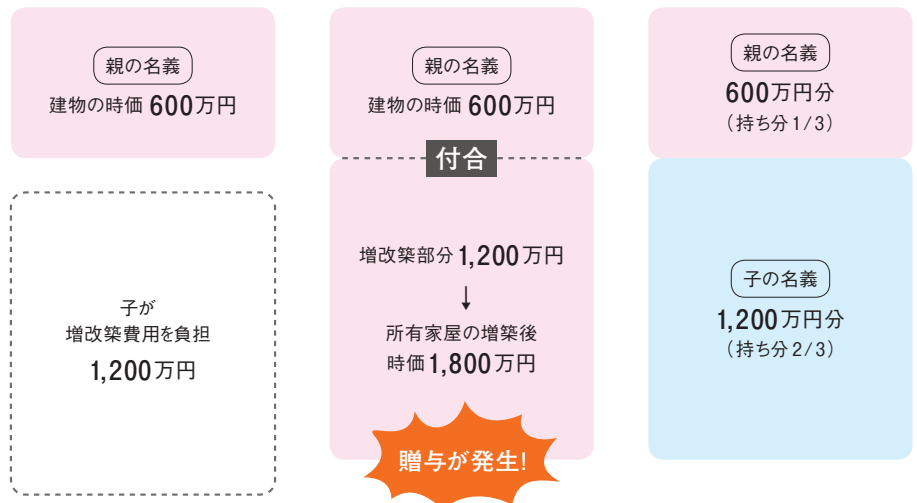 親の名義
建物の時価 600万円
子が
増改築費用を負担
1,200万円
親の名義
建物の時価 600万円
付合
増改築部分 1,200万円
↓
所有家屋の増築後
時価 1,800万円
贈与が発生!
親の名義
600万円分
（持ち分 1/3）
子の名義
1,200万円分
（持ち分 2/3）